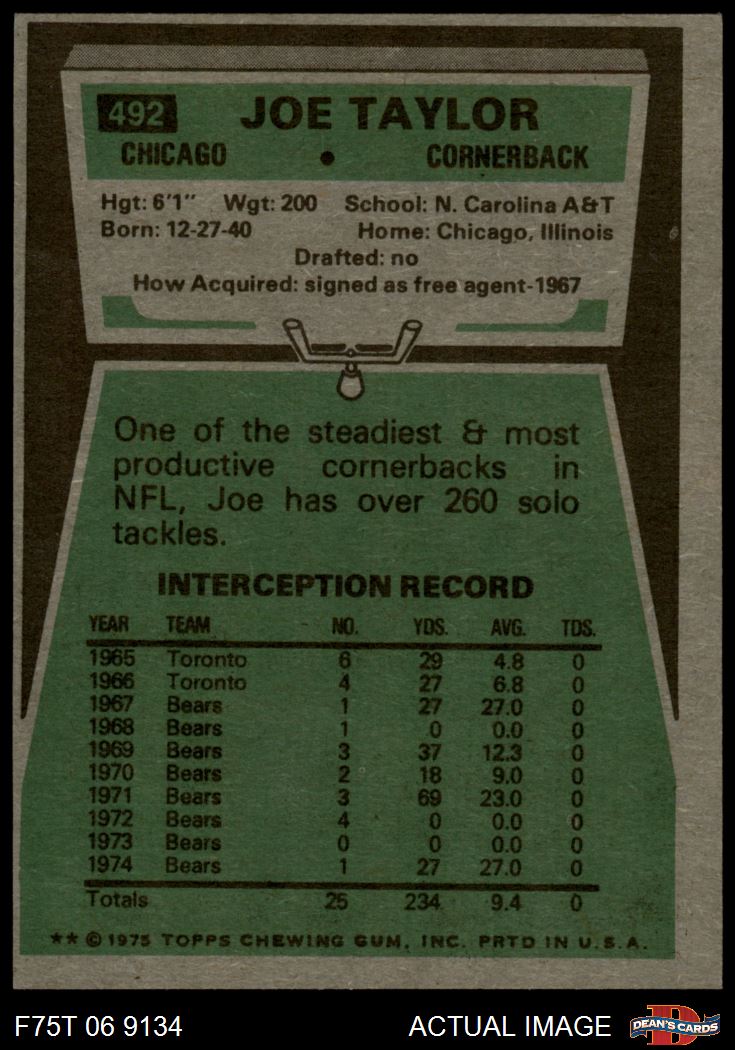 492 JOE TAYLOR
CHICAGO • CORNERBACK
Hgt: 6'1" Wgt: 200 School: N. Carolina A&T
Born: 12-27-40 Home: Chicago, Illinois
Drafted: no
How Acquired: signed as free agent-1967
One of the steadiest & most
productive cornerbacks in
NFL, Joe has over 260 solo
tackles.
INTERCEPTION RECORD
YEAR TEAM NO. YDS. AVG. TDS.
1965 Toronto 6 29 4.8 0
1966 Toronto 4 27 6.8 0
1967 Bears 1 27 27.0 0
1968 Bears 1 0 0.0 0
1969 Bears 3 37 12.3 0
1970 Bears 2 18 9.0 0
1971 Bears 3 69 23.0 0
1972 Bears 4 0 0.0 0
1973 Bears 0 0 0.0 0
1974 Bears 1 27 27.0 0
Totals 25 234 9.4 0
** © 1975 TOPPS CHEWING GUM, INC. PRTD IN U.S.A.
F75T 06 9134 ACTUAL IMAGE D DEAN'S CARDS